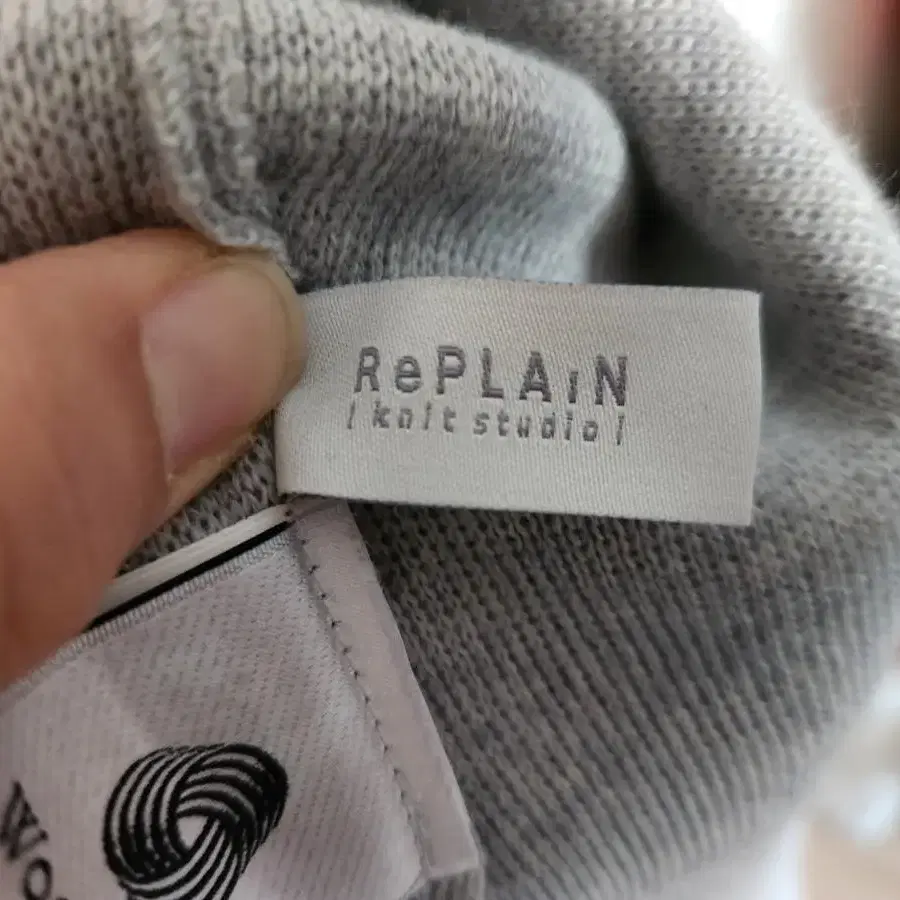 RePLAiN
[ knit studio ]